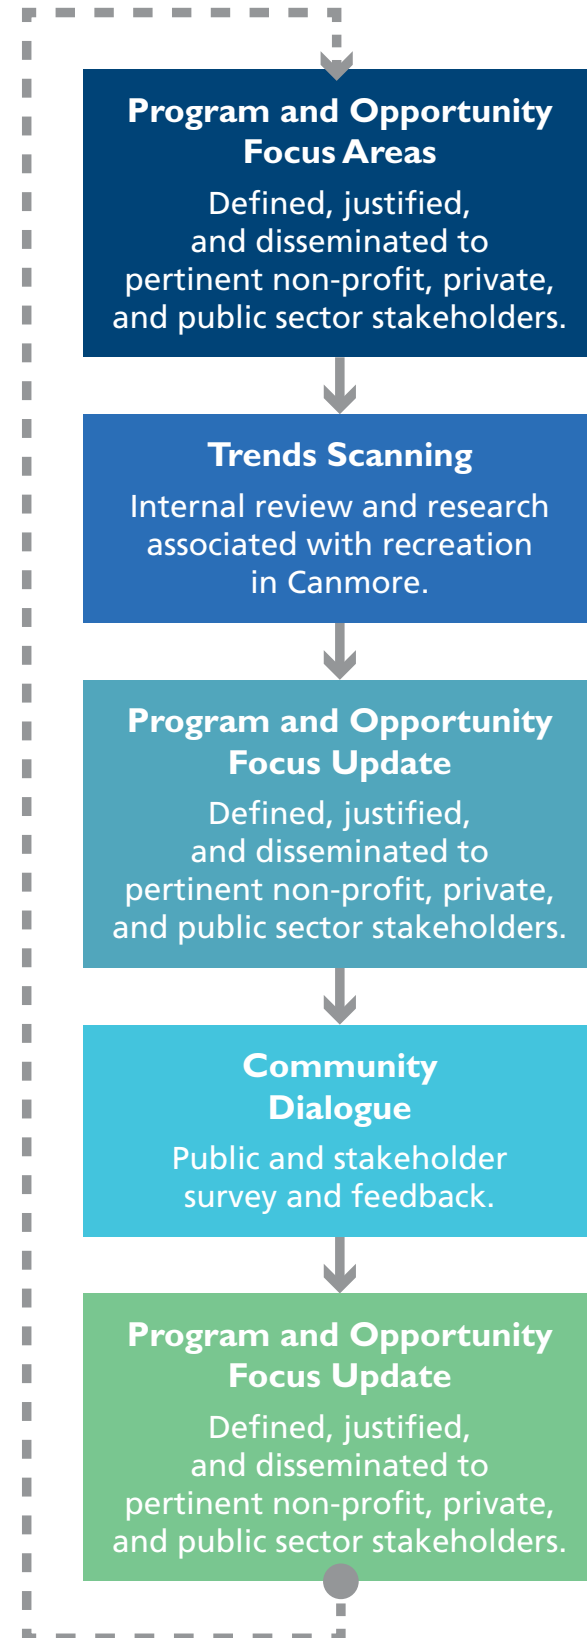 Program and Opportunity
Focus Areas
Defined, justified,
and disseminated to
pertinent non-profit, private,
and public sector stakeholders.
Trends Scanning
Internal review and research
associated with recreation
in Canmore.
Program and Opportunity
Focus Update
Defined, justified,
and disseminated to
pertinent non-profit, private,
and public sector stakeholders.
Community
Dialogue
Public and stakeholder
survey and feedback.
Program and Opportunity
Focus Update
Defined, justified,
and disseminated to
pertinent non-profit, private,
and public sector stakeholders.